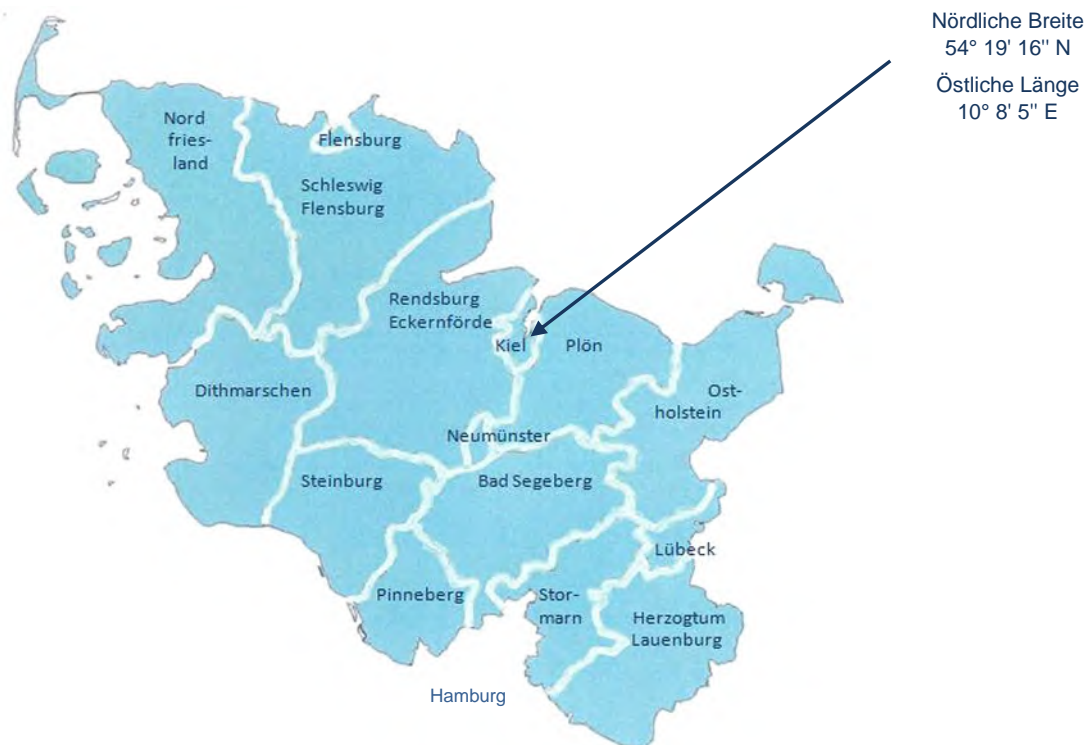 Nördliche Breite
54° 19' 16" N
Östliche Länge
10° 8' 5" E
Nord
fries-
land
Flensburg
Schleswig
Flensburg
Rendsburg
Eckernförde
Kiel
Plön
Dithmarschen
Ost-
holstein
Neumünster
Steinburg
Bad Segeberg
Lübeck
Pinneberg
Stor-
marn
Herzogtum
Lauenburg
Hamburg